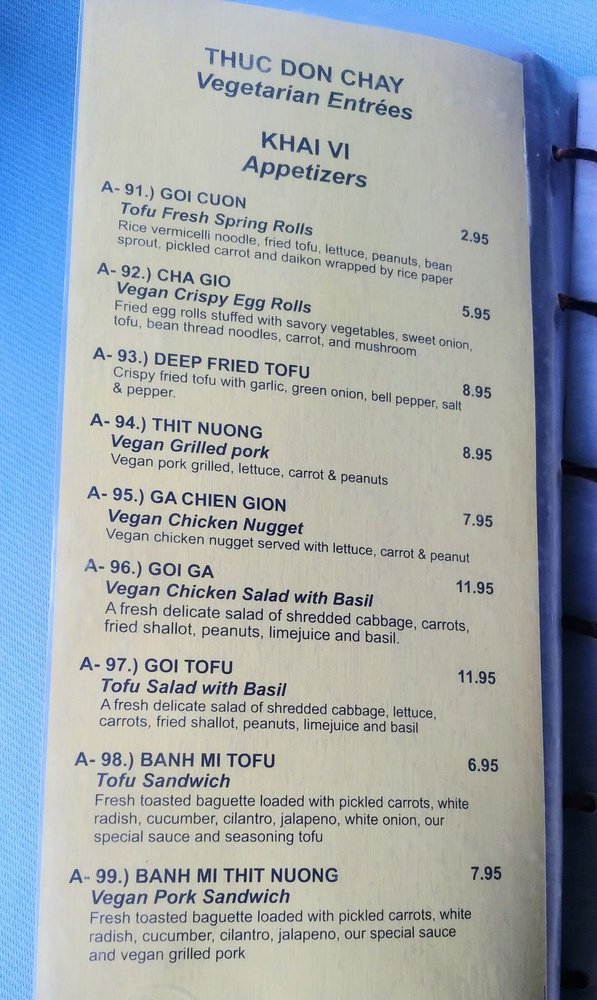 THUC DON CHAY
Vegetarian Entrées
KHAI VI
Appetizers
A- 91.) GOI CUON
Tofu Fresh Spring Rolls 2.95
Rice vermicelli noodle, fried tofu, lettuce, peanuts, bean
sprout, pickled carrot and daikon wrapped by rice paper
A- 92.) CHA GIO
Vegan Crispy Egg Rolls 5.95
Fried egg rolls stuffed with savory vegetables, sweet onion,
tofu, bean thread noodles, carrot, and mushroom
A- 93.) DEEP FRIED TOFU 8.95
Crispy fried tofu with garlic, green onion, bell pepper, salt
& pepper.
A- 94.) THIT NUONG
Vegan Grilled pork 8.95
Vegan pork grilled, lettuce, carrot & peanuts
A- 95.) GA CHIEN GION
Vegan Chicken Nugget 7.95
Vegan chicken nugget served with lettuce, carrot & peanut
A- 96.) GOI GA 11.95
Vegan Chicken Salad with Basil
A fresh delicate salad of shredded cabbage, carrots,
fried shallot, peanuts, limejuice and basil.
A- 97.) GOI TOFU 11.95
Tofu Salad with Basil
A fresh delicate salad of shredded cabbage, lettuce,
carrots, fried shallot, peanuts, limejuice and basil
A- 98.) BANH MI TOFU 6.95
Tofu Sandwich
Fresh toasted baguette loaded with pickled carrots, white
radish, cucumber, cilantro, jalapeno, white onion, our
special sauce and seasoning tofu
A- 99.) BANH MI THIT NUONG 7.95
Vegan Pork Sandwich
Fresh toasted baguette loaded with pickled carrots, white
radish, cucumber, cilantro, jalapeno, our special sauce
and vegan grilled pork